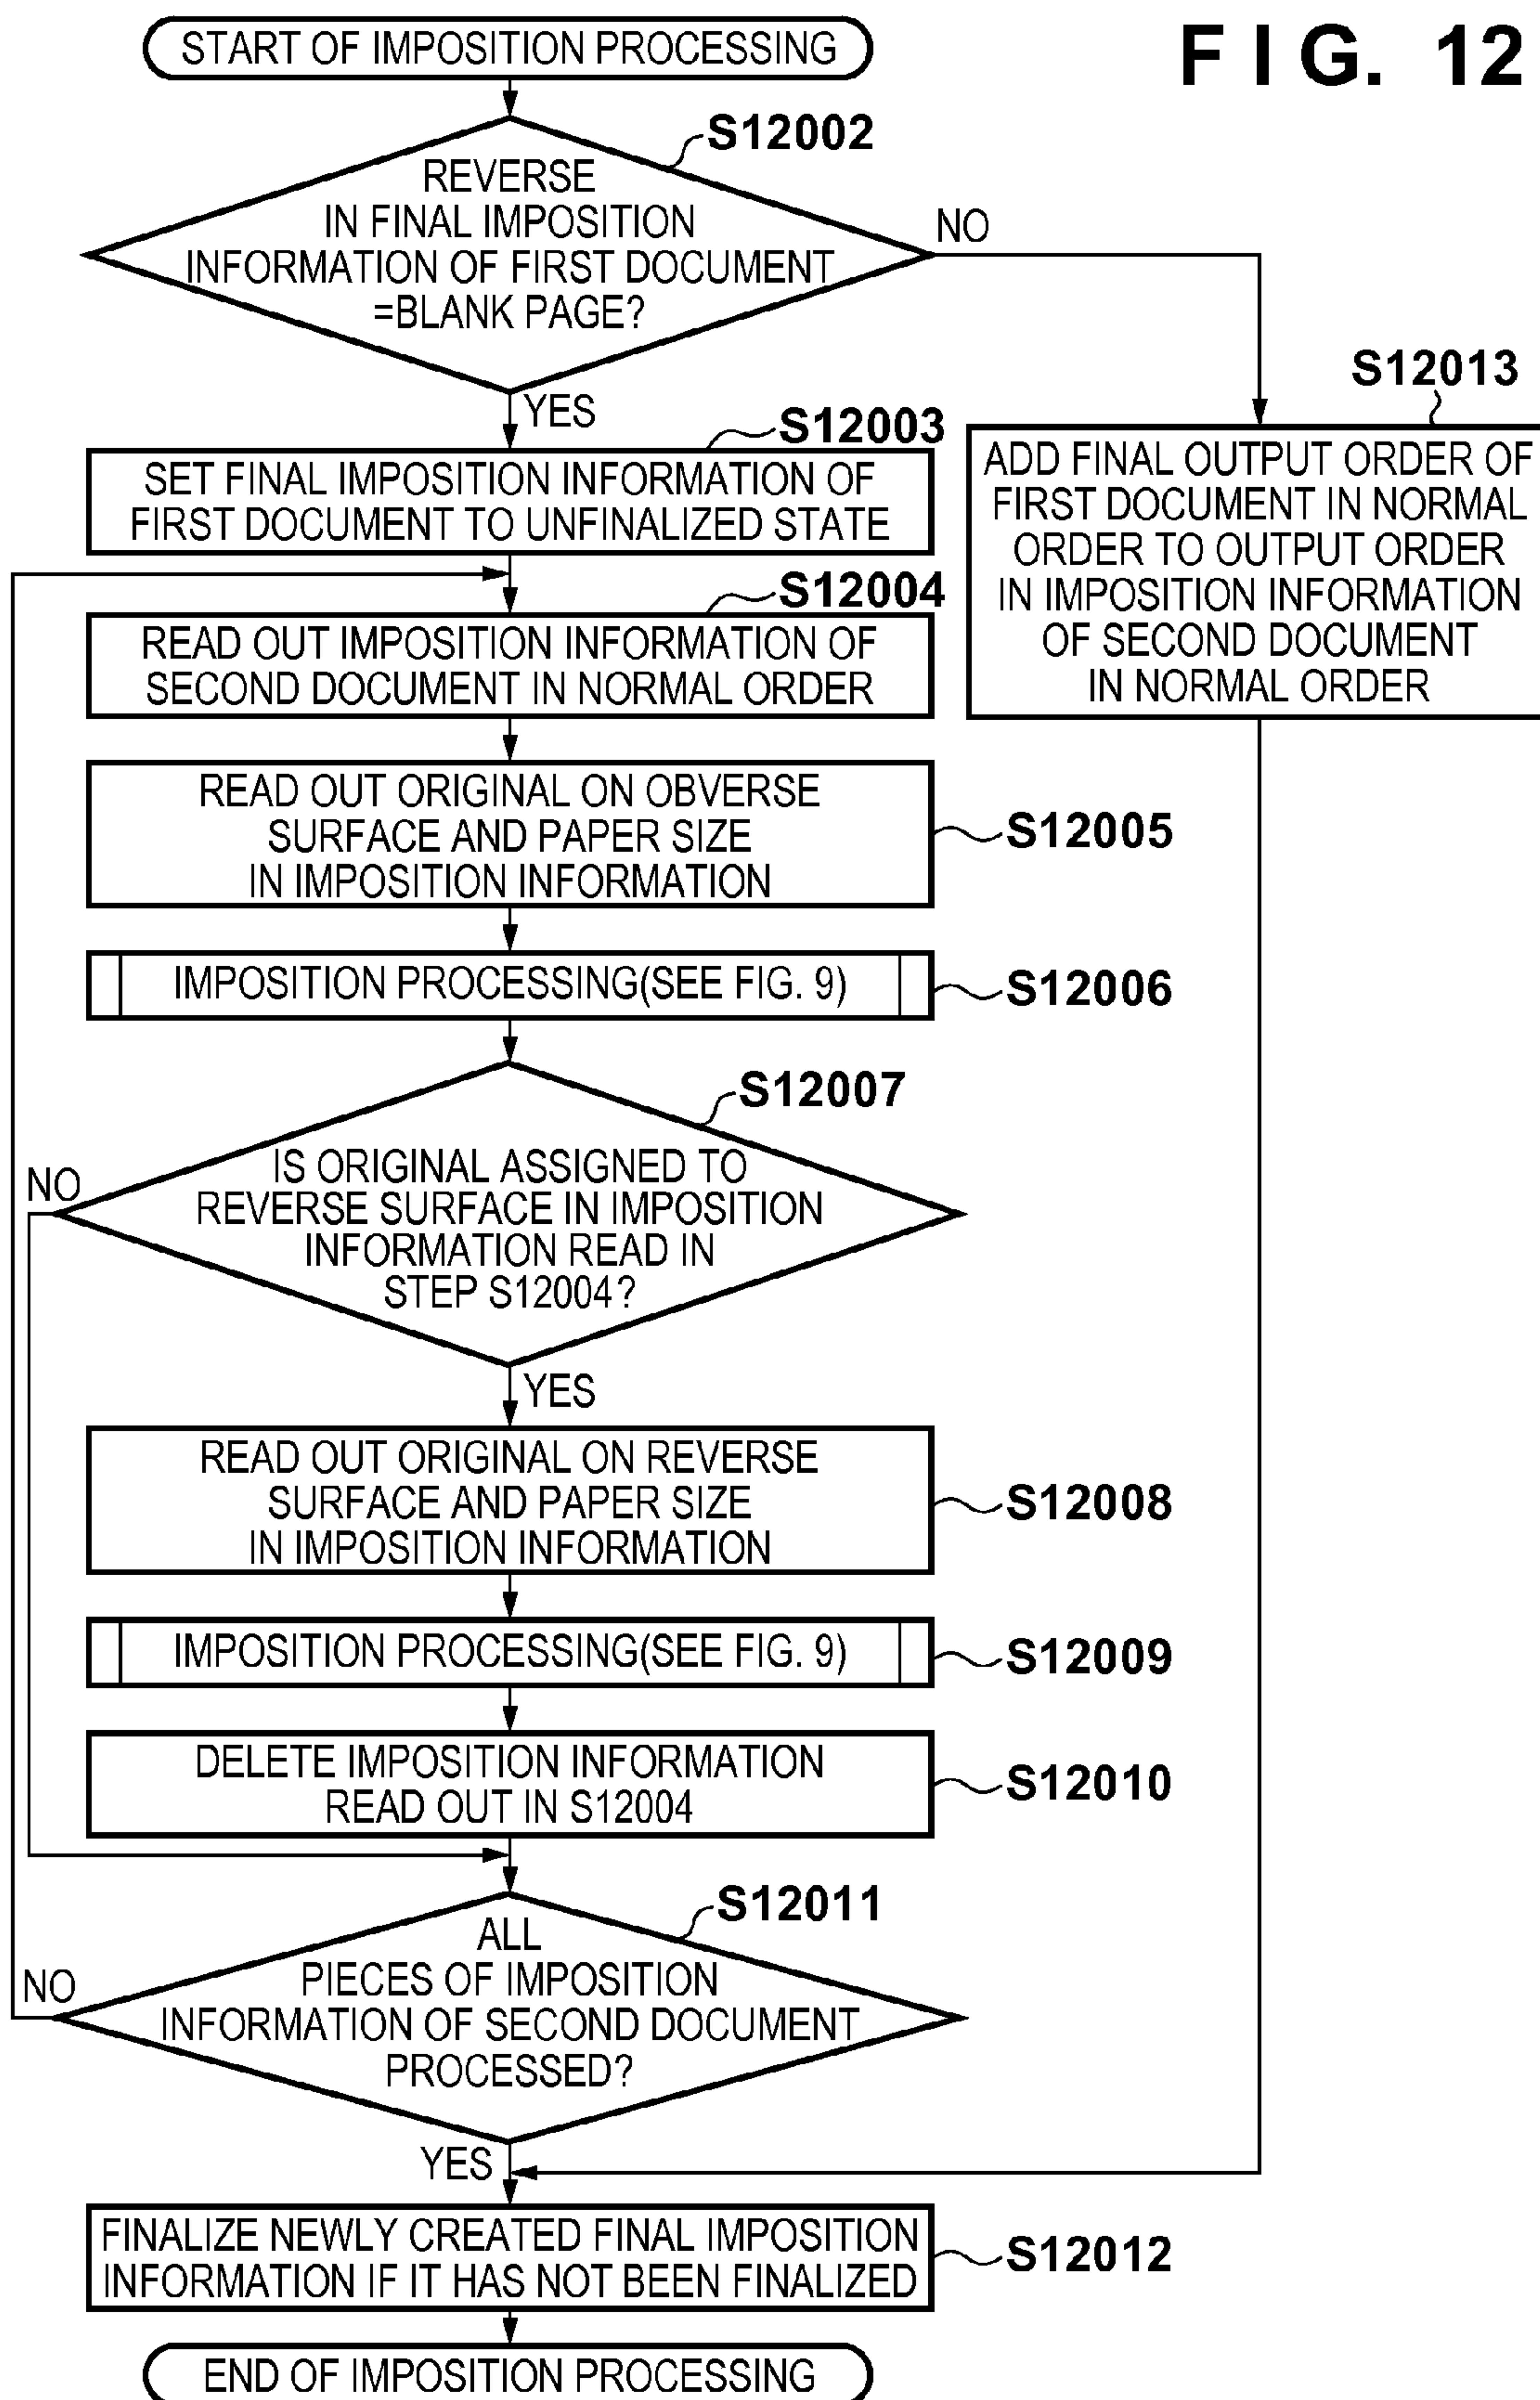 FIG. 12
START OF IMPOSITION PROCESSING
S12002
REVERSE
IN FINAL IMPOSITION
INFORMATION OF FIRST DOCUMENT
=BLANK PAGE?
NO
YES
S12013
ADD FINAL OUTPUT ORDER OF
FIRST DOCUMENT IN NORMAL
ORDER TO OUTPUT ORDER
IN IMPOSITION INFORMATION
OF SECOND DOCUMENT
IN NORMAL ORDER
S12003
SET FINAL IMPOSITION INFORMATION OF
FIRST DOCUMENT TO UNFINALIZED STATE
S12004
READ OUT IMPOSITION INFORMATION OF
SECOND DOCUMENT IN NORMAL ORDER
READ OUT ORIGINAL ON OBVERSE
SURFACE AND PAPER SIZE
IN IMPOSITION INFORMATION
S12005
IMPOSITION PROCESSING(SEE FIG. 9)
S12006
S12007
IS ORIGINAL ASSIGNED TO
REVERSE SURFACE IN IMPOSITION
INFORMATION READ IN
STEP S12004?
NO
YES
READ OUT ORIGINAL ON REVERSE
SURFACE AND PAPER SIZE
IN IMPOSITION INFORMATION
S12008
IMPOSITION PROCESSING(SEE FIG. 9)
S12009
DELETE IMPOSITION INFORMATION
READ OUT IN S12004
S12010
S12011
ALL
PIECES OF IMPOSITION
INFORMATION OF SECOND DOCUMENT
PROCESSED?
NO
YES
FINALIZE NEWLY CREATED FINAL IMPOSITION
INFORMATION IF IT HAS NOT BEEN FINALIZED
S12012
END OF IMPOSITION PROCESSING